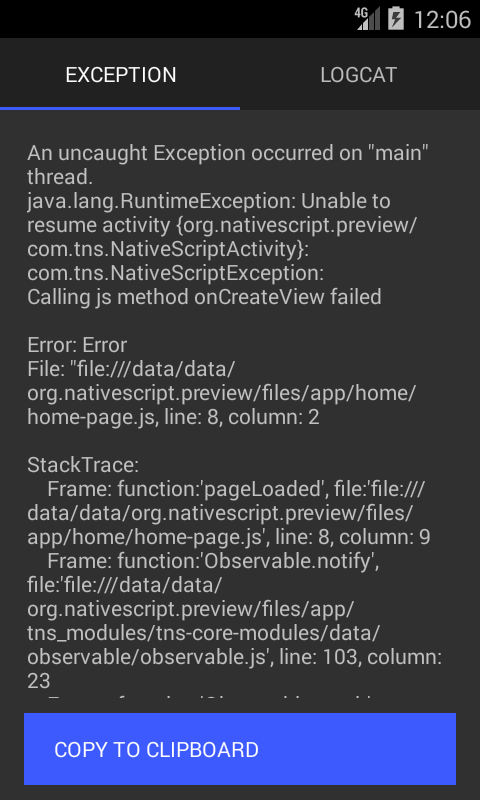 4G 12:06
EXCEPTION LOGCAT
An uncaught Exception occurred on "main"
thread.
java.lang.RuntimeException: Unable to
resume activity {org.nativescript.preview/
com.tns.NativeScriptActivity}:
com.tns.NativeScriptException:
Calling js method onCreateView failed
Error: Error
File: "file:///data/data/
org.nativescript.preview/files/app/home/
home-page.js, line: 8, column: 2
StackTrace:
Frame: function:'pageLoaded', file:'file:///
data/data/org.nativescript.preview/files/
app/home/home-page.js', line: 8, column: 9
Frame: function:'Observable.notify',
file:'file:///data/data/
org.nativescript.preview/files/app/
tns_modules/tns-core-modules/data/
observable/observable.js', line: 103, column:
23
COPY TO CLIPBOARD